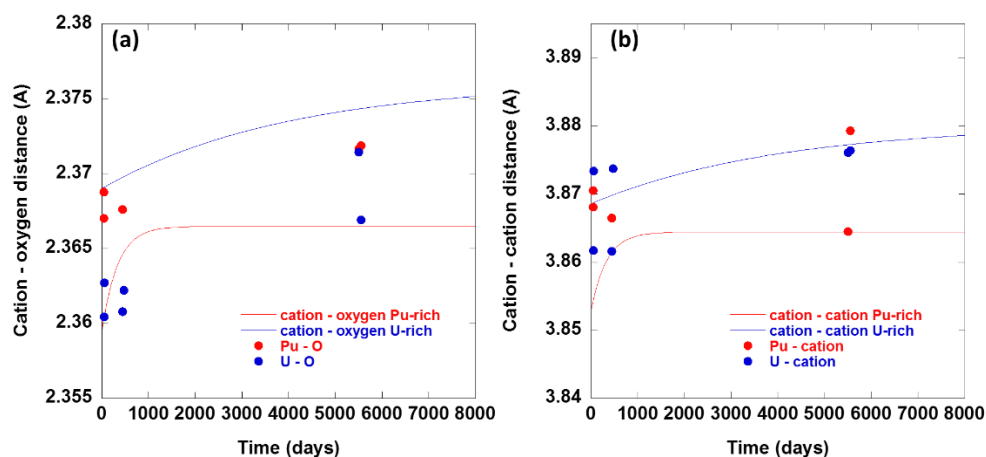 (a)
2.38
2.375
2.37
2.365
2.36
2.355
Cation - oxygen distance (A)
cation - oxygen Pu-rich
cation - oxygen U-rich
Pu - O
U - O
0 1000 2000 3000 4000 5000 6000 7000 8000
Time (days)
(b)
3.89
3.88
3.87
3.86
3.85
3.84
Cation - cation distance (A)
cation - cation Pu-rich
cation - cation U-rich
Pu - cation
U - cation
0 1000 2000 3000 4000 5000 6000 7000 8000
Time (days)